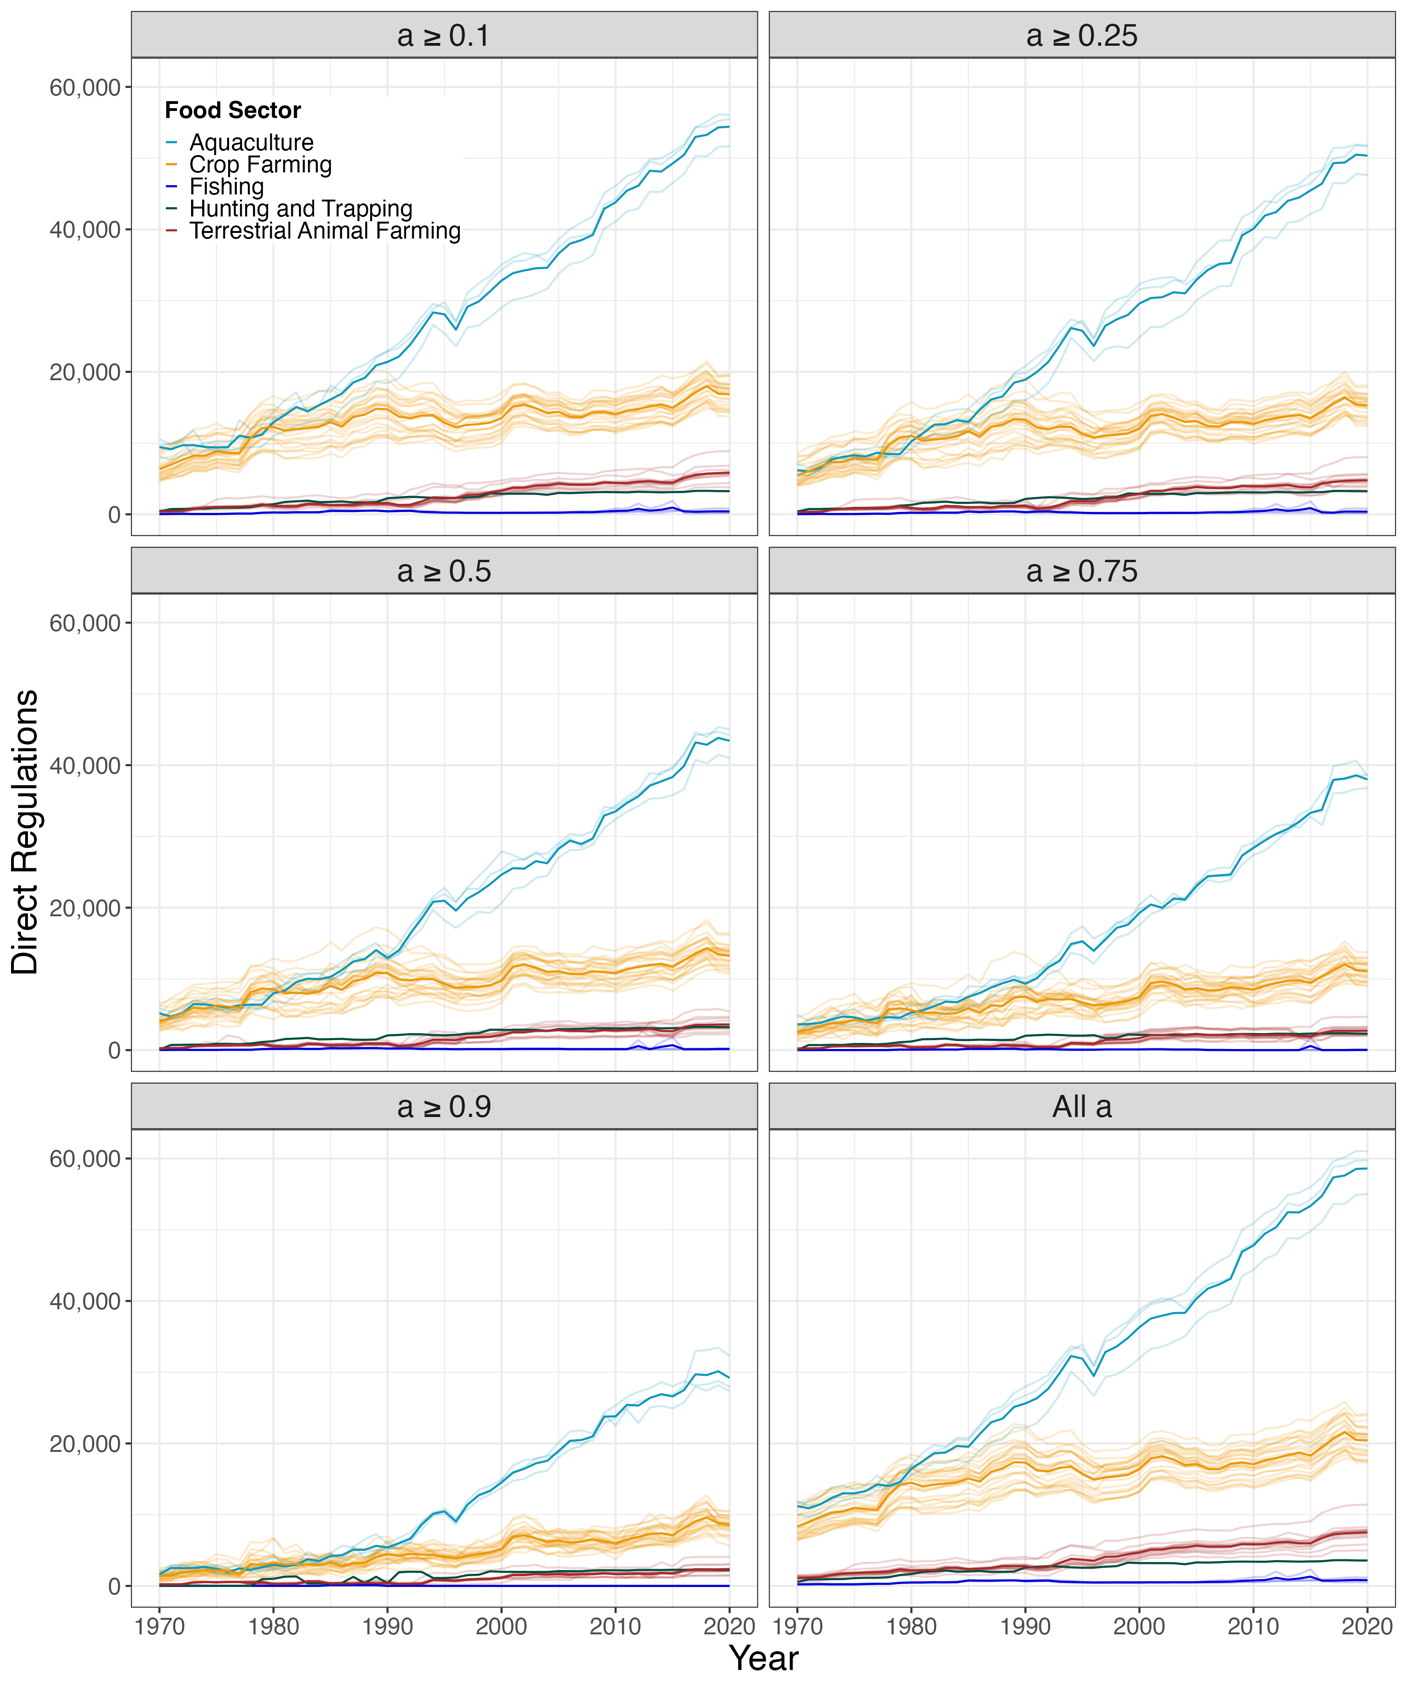 a ≥ 0.1
a ≥ 0.25
60,000
40,000
20,000
0
Food Sector
Aquaculture
Crop Farming
Fishing
Hunting and Trapping
Terrestrial Animal Farming
a ≥ 0.5
a ≥ 0.75
60,000
40,000
20,000
0
Direct Regulations
a ≥ 0.9
All a
60,000
40,000
20,000
0
1970 1980 1990 2000 2010 2020
1970 1980 1990 2000 2010 2020
Year